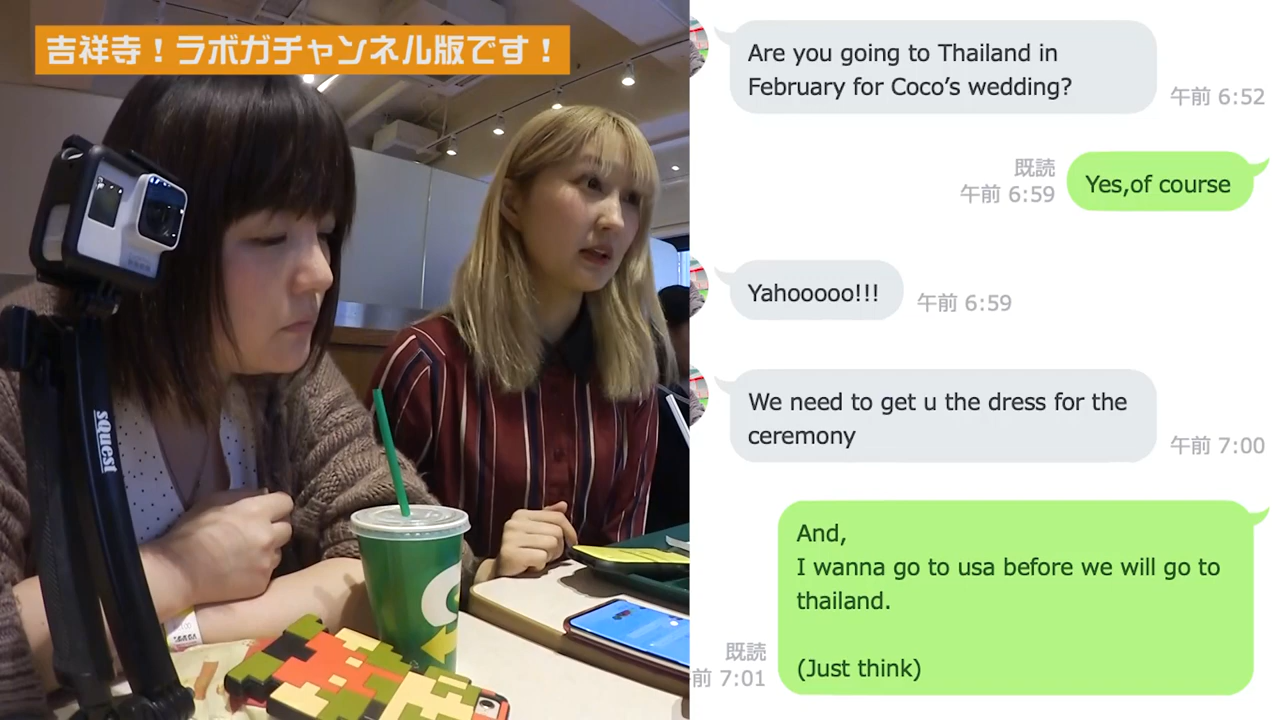 吉祥寺！ラボガチャンネル版です！
sQuest
Are you going to Thailand in
February for Coco’s wedding?
午前 6:52
既読
午前 6:59
Yes,of course
Yahooooo!!!
午前 6:59
We need to get u the dress for the
ceremony
午前 7:00
And,
I wanna go to usa before we will go to
thailand.
(Just think)
既読
前 7:01